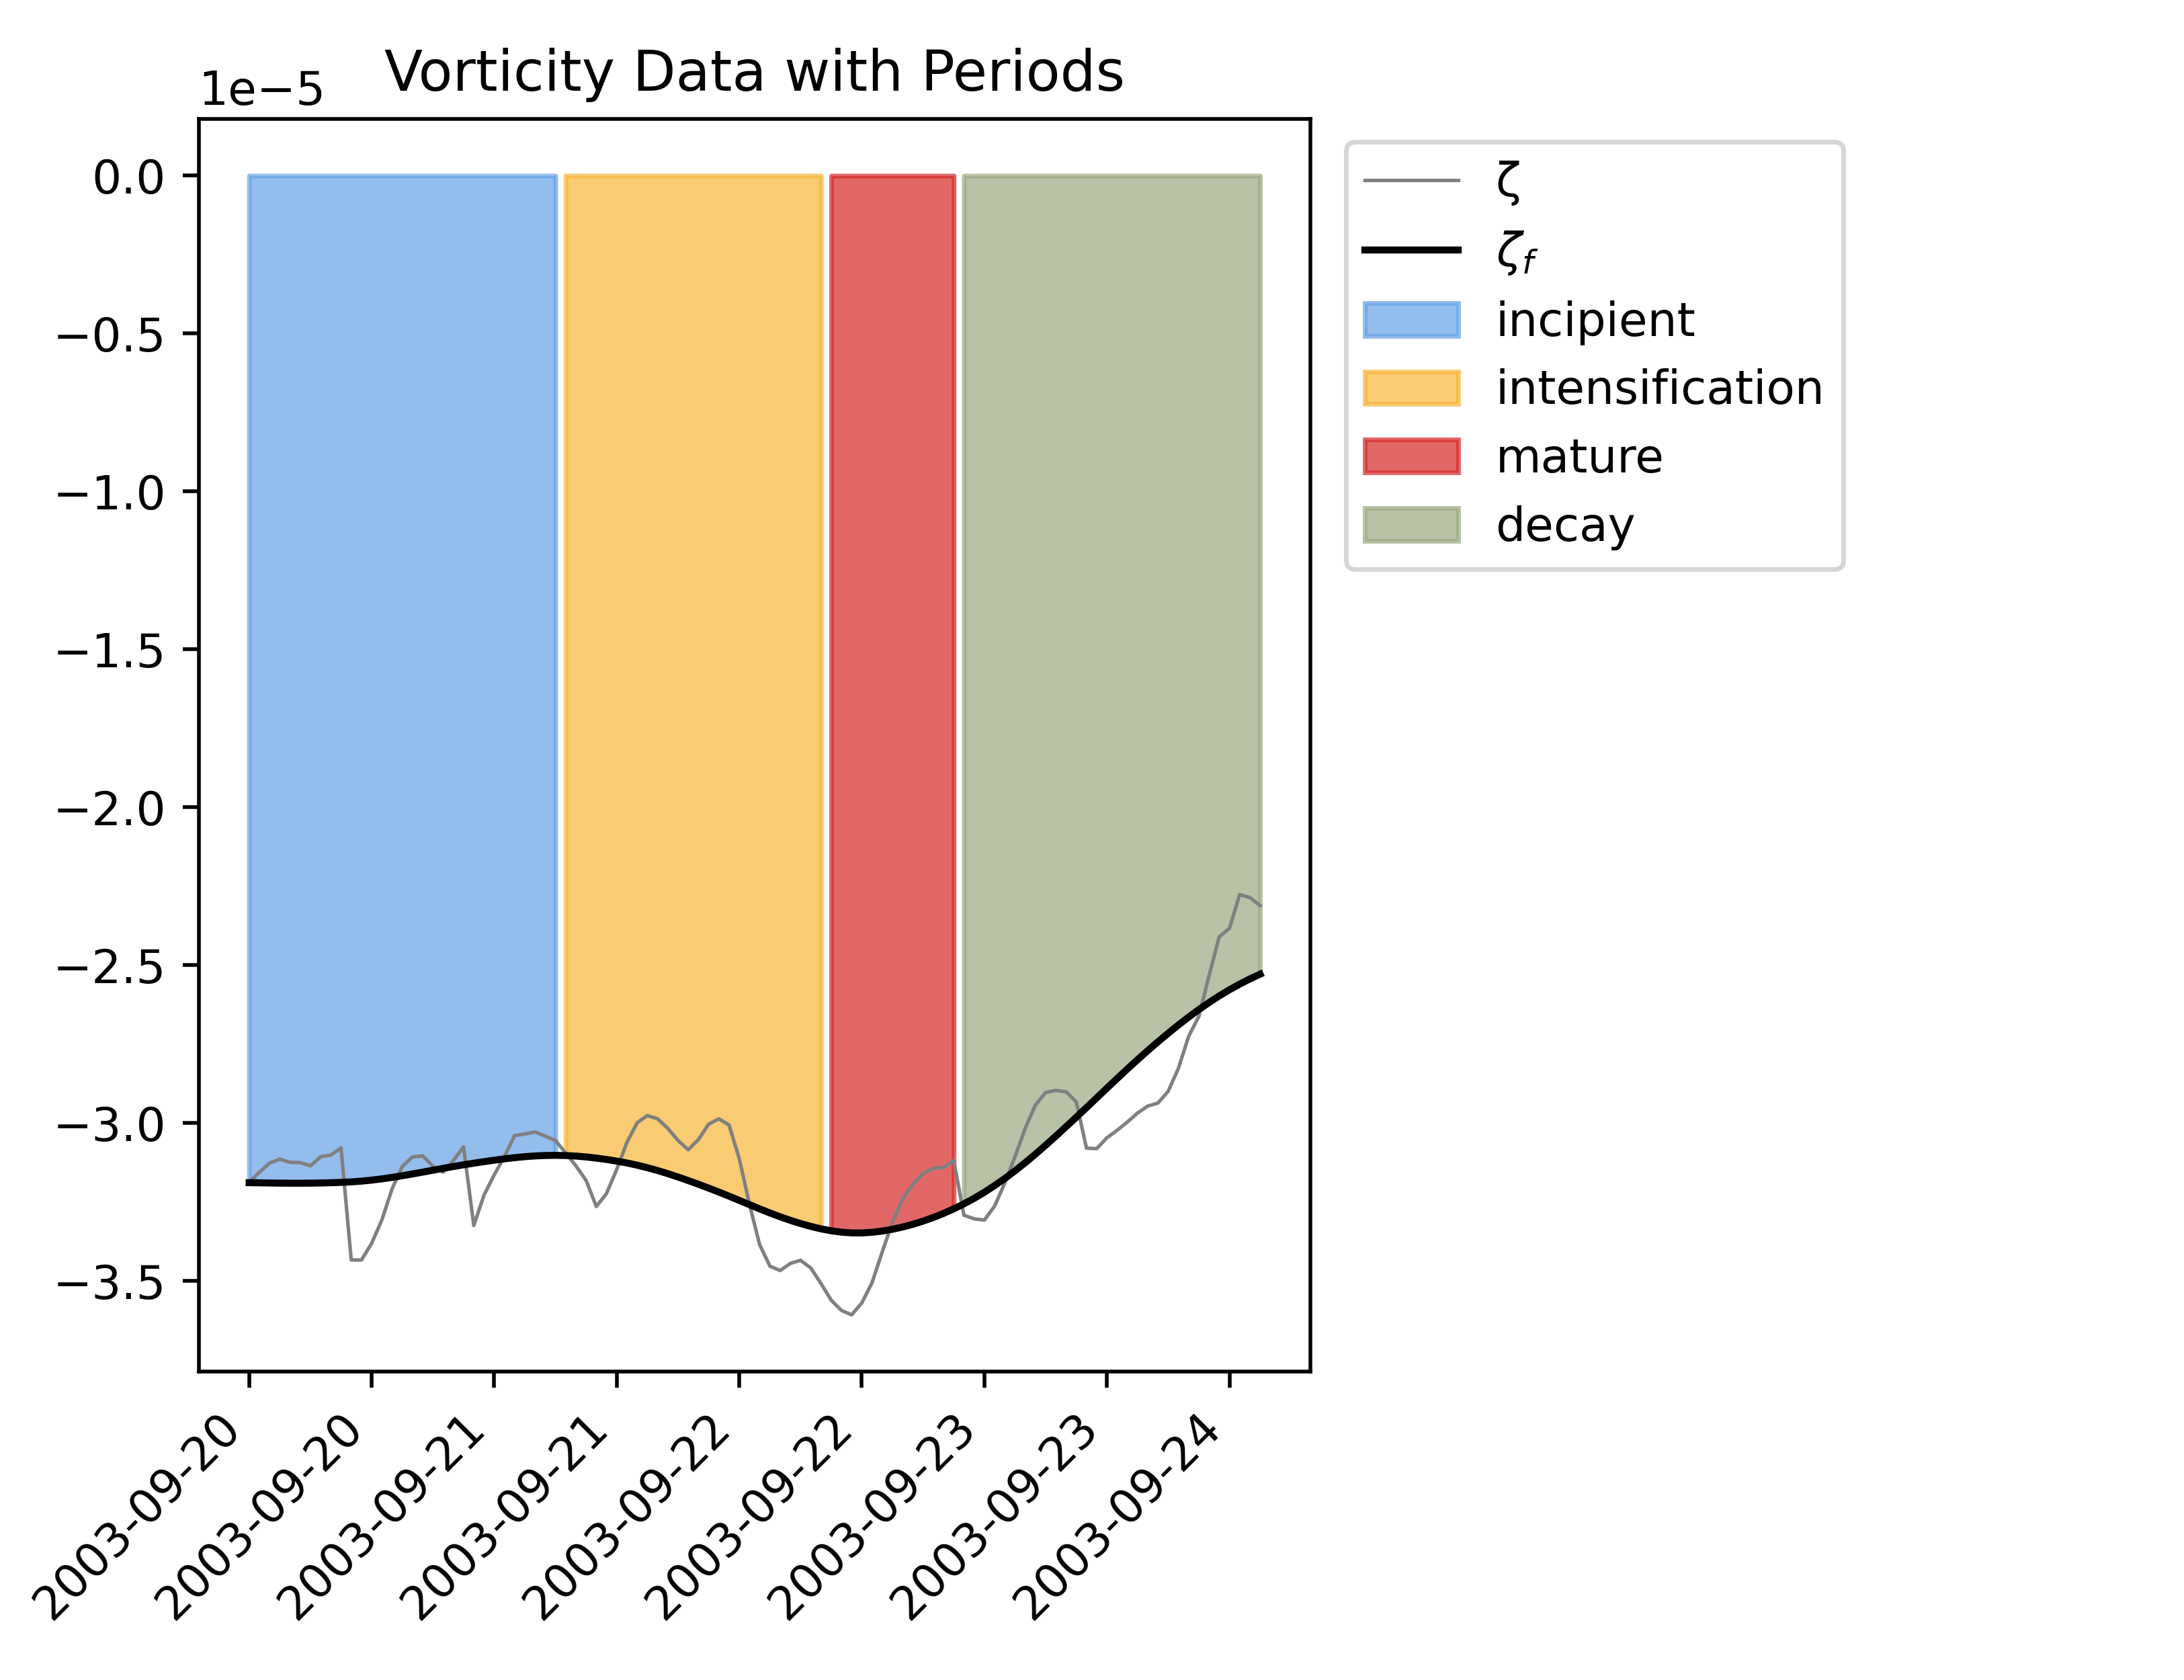 Vorticity Data with Periods
1e−5
0.0
−0.5
−1.0
−1.5
−2.0
−2.5
−3.0
−3.5
2003-09-20
2003-09-20
2003-09-21
2003-09-21
2003-09-22
2003-09-22
2003-09-23
2003-09-23
2003-09-24
ζ
ζf
incipient
intensification
mature
decay